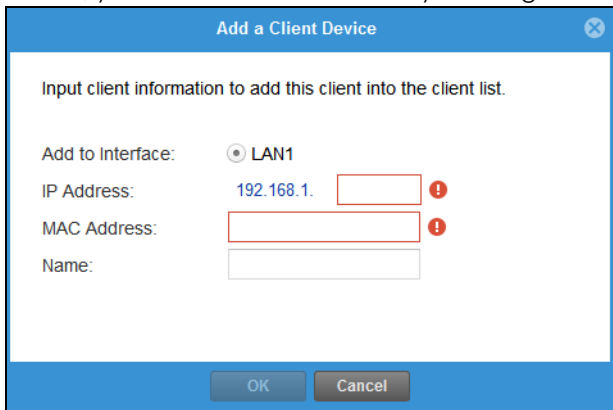 Add a Client Device
Input client information to add this client into the client list.
Add to Interface: LAN1
IP Address: 192.168.1.
MAC Address:
Name:
OK Cancel